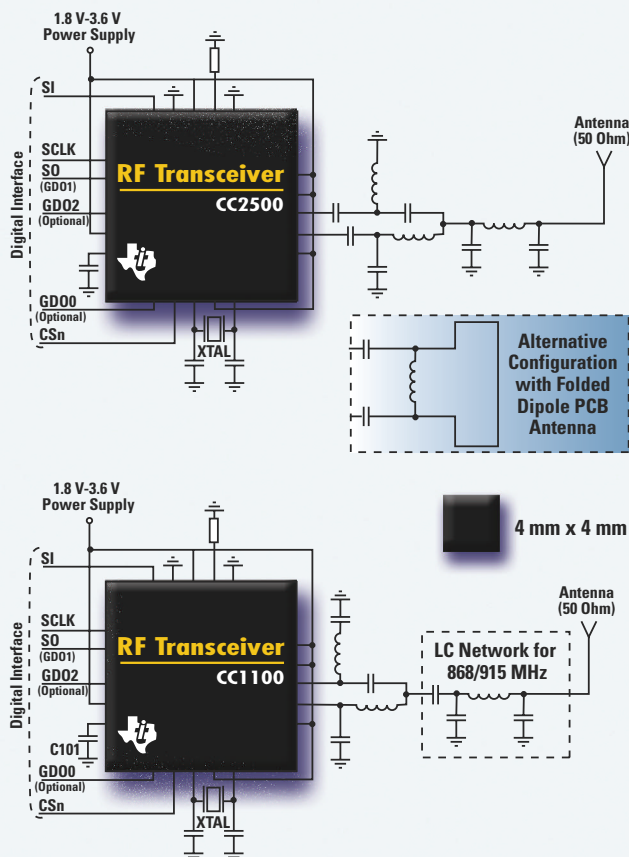 1.8 V-3.6 V
Power Supply
SI
SCLK
SO
(GDO1)
GDO2
(Optional)
GDO0
(Optional)
CSn
Digital Interface
RF Transceiver
CC2500
XTAL
Antenna
(50 Ohm)
Alternative
Configuration
with Folded
Dipole PCB
Antenna
1.8 V-3.6 V
Power Supply
4 mm x 4 mm
SI
SCLK
SO
(GDO1)
GDO2
(Optional)
C101
GDO0
(Optional)
CSn
Digital Interface
RF Transceiver
CC1100
XTAL
LC Network for
868/915 MHz
Antenna
(50 Ohm)